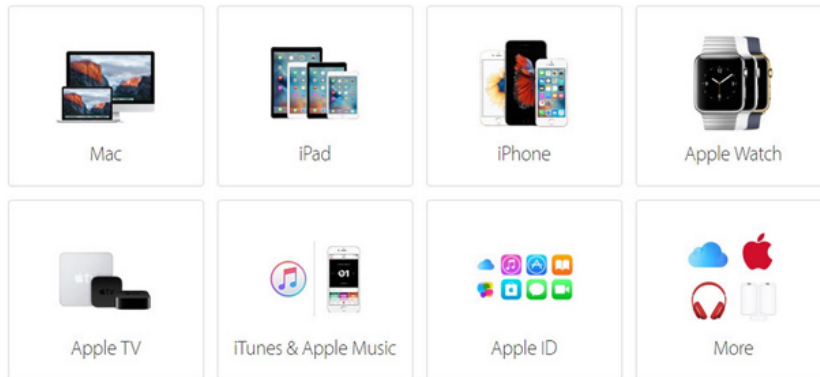 Mac
iPad
iPhone
Apple Watch
Apple TV
iTunes & Apple Music
Apple ID
More